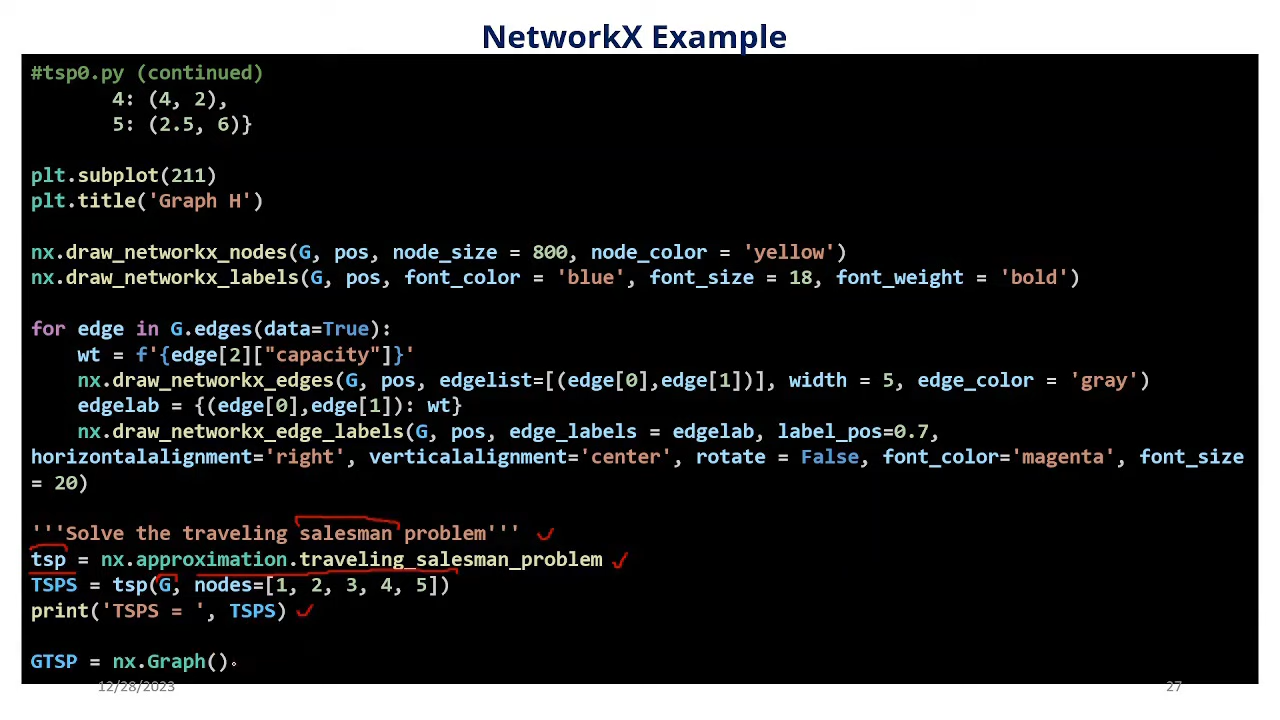 NetworkX Example
#tsp0.py (continued)
4: (4, 2),
5: (2.5, 6)}
plt.subplot(211)
plt.title('Graph H')
nx.draw_networkx_nodes(G, pos, node_size = 800, node_color = 'yellow')
nx.draw_networkx_labels(G, pos, font_color = 'blue', font_size = 18, font_weight = 'bold')
for edge in G.edges(data=True):
wt = f'{edge[2]["capacity"]}'
nx.draw_networkx_edges(G, pos, edgelist=[(edge[0],edge[1])], width = 5, edge_color = 'gray')
edgelab = {(edge[0],edge[1]): wt}
nx.draw_networkx_edge_labels(G, pos, edge_labels = edgelab, label_pos=0.7,
horizontalalignment='right', verticalalignment='center', rotate = False, font_color='magenta', font_size
= 20)
'''Solve the traveling salesman problem'''
tsp = nx.approximation.traveling_salesman_problem
TSPS = tsp(G, nodes=[1, 2, 3, 4, 5])
print('TSPS = ', TSPS)
GTSP = nx.Graph()
12/28/2023
27